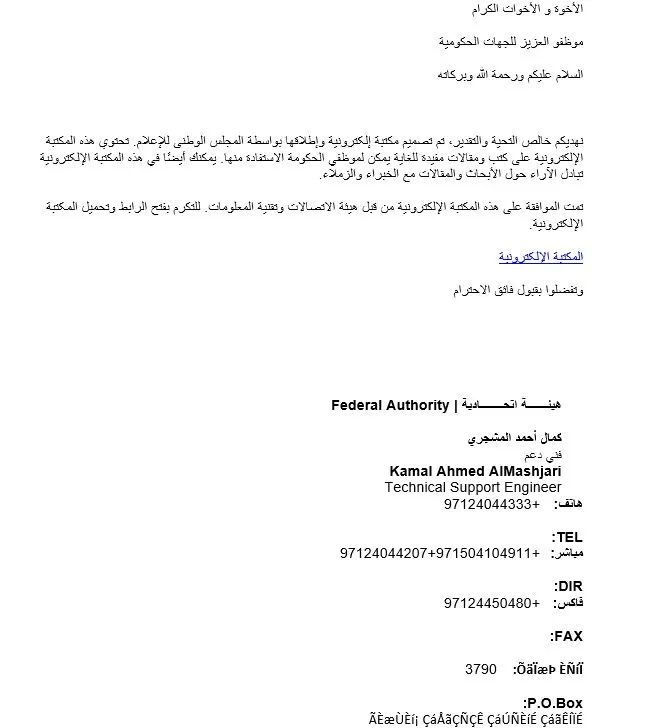 الأخوة و الأخوات الكرام
موظفو العزيز للجهات الحكومية
السلام عليكم ورحمة الله وبركاته
نهديكم خالص التحية والتقدير، تم تصميم مكتبة إلكترونية وإطلاقها بواسطة المجلس الوطني للإعلام. تحتوي هذه المكتبة
الإلكترونية على كتب ومقالات مفيدة للغاية يمكن لموظفي الحكومة الاستفادة منها. يمكنك أيضًا في هذه المكتبة الإلكترونية
تبادل الآراء حول الأبحاث والمقالات مع الخبراء والزملاء.
تمت الموافقة على هذه المكتبة الإلكترونية من قبل هيئة الاتصالات وتقنية المعلومات. للتكرم بفتح الرابط وتحميل المكتبة
الإلكترونية.
المكتبة الإلكترونية
وتفضلوا بقبول فائق الاحترام
هيئـــــة اتحـــــــادية | Federal Authority
كمال أحمد المشجري
فني دعم
Kamal Ahmed AlMashjari
Technical Support Engineer
هاتف: +97124044333
TEL:
مباشر: +97124044207+971504104911
DIR:
فاكس: +97124450480
FAX:
ÕäÏæÞ ÈÑíÏ: 3790
P.O.Box:
ÃÈæÙÈí¡ ÇáÅãÇÑÇÊ ÇáÚÑÈíÉ ÇáãÊÍÏÉ